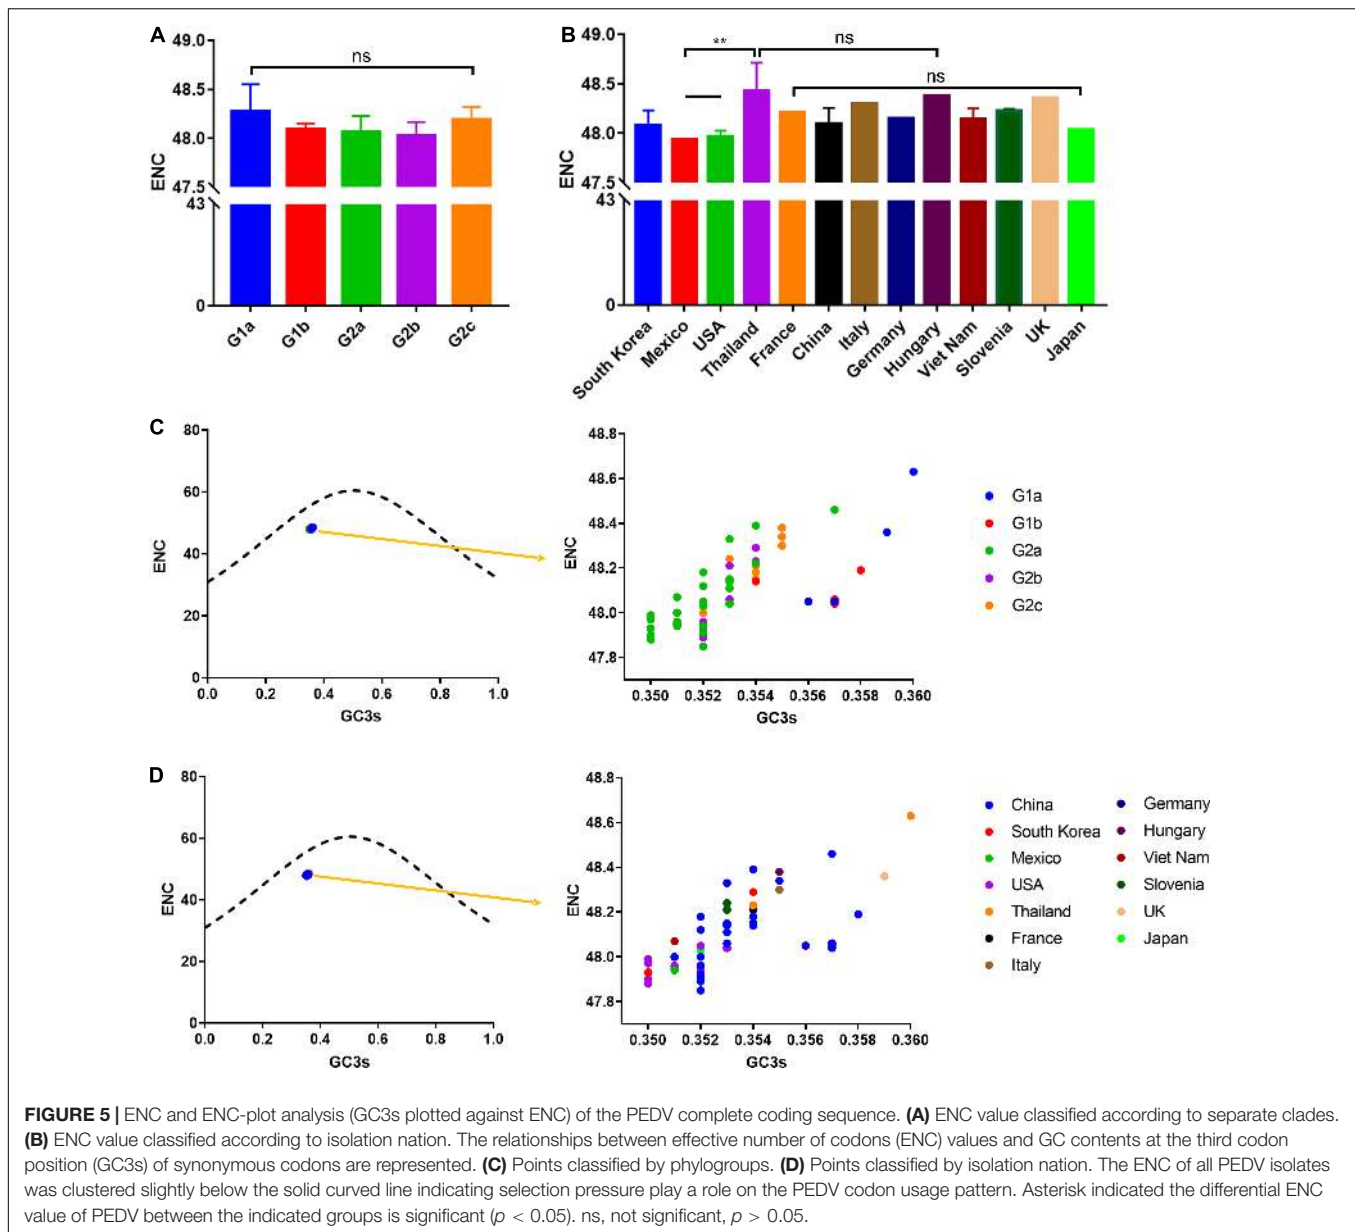 A
49.0
48.5
48.0
47.5
43
0
ENC
ns
G1a
G1b
G2a
G2b
G2c
B
49.0
48.5
48.0
47.5
43
0
ENC
**
ns
ns
South Korea
Mexico
USA
Thailand
France
China
Italy
Germany
Hungary
Viet Nam
Slovenia
UK
Japan
C
80
60
40
20
0
ENC
0.0 0.2 0.4 0.6 0.8 1.0
GC3s
48.8
48.6
48.4
48.2
48.0
47.8
ENC
0.350 0.352 0.354 0.356 0.358 0.360
GC3s
G1a
G1b
G2a
G2b
G2c
D
80
60
40
20
0
ENC
0.0 0.2 0.4 0.6 0.8 1.0
GC3s
48.8
48.6
48.4
48.2
48.0
47.8
ENC
0.350 0.352 0.354 0.356 0.358 0.360
GC3s
China
South Korea
Mexico
USA
Thailand
France
Italy
Germany
Hungary
Viet Nam
Slovenia
UK
Japan
FIGURE 5 | ENC and ENC-plot analysis (GC3s plotted against ENC) of the PEDV complete coding sequence. (A) ENC value classified according to separate clades.
(B) ENC value classified according to isolation nation. The relationships between effective number of codons (ENC) values and GC contents at the third codon
position (GC3s) of synonymous codons are represented. (C) Points classified by phylogroups. (D) Points classified by isolation nation. The ENC of all PEDV isolates
was clustered slightly below the solid curved line indicating selection pressure play a role on the PEDV codon usage pattern. Asterisk indicated the differential ENC
value of PEDV between the indicated groups is significant (p < 0.05). ns, not significant, p > 0.05.